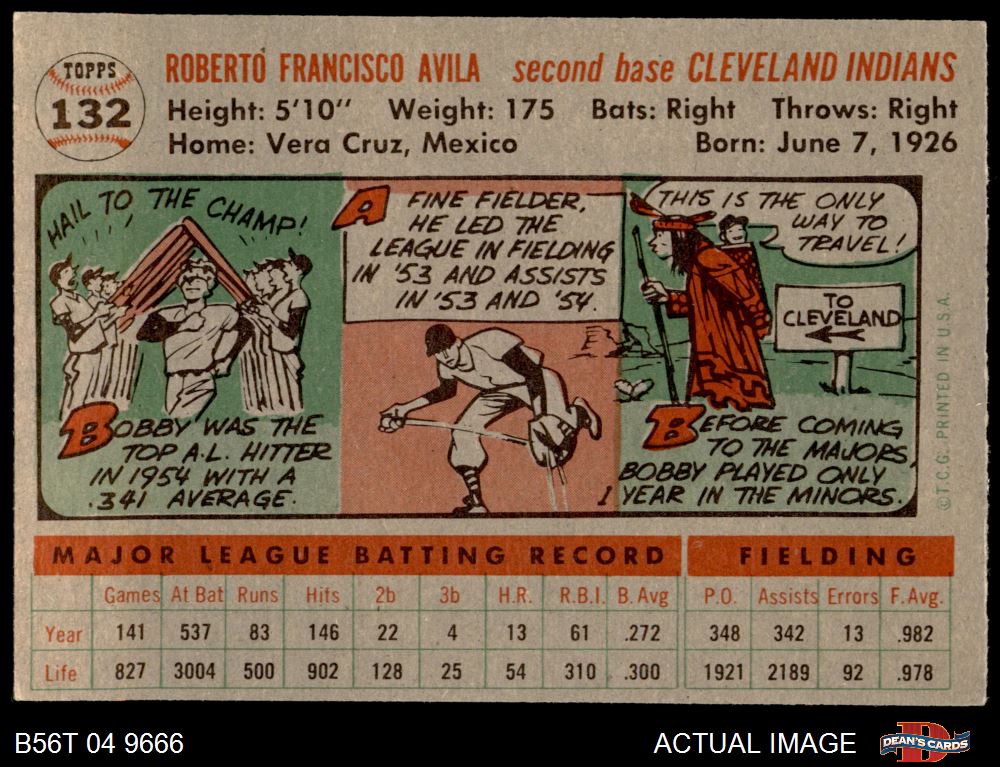 TOPPS
132
ROBERTO FRANCISCO AVILA second base CLEVELAND INDIANS
Height: 5'10" Weight: 175 Bats: Right Throws: Right
Home: Vera Cruz, Mexico Born: June 7, 1926
HAIL TO THE CHAMP!
BOBBY WAS THE
TOP A.L. HITTER
IN 1954 WITH A
.341 AVERAGE.
A FINE FIELDER,
HE LED THE
LEAGUE IN FIELDING
IN '53 AND ASSISTS
IN '53 AND '54.
THIS IS THE ONLY
WAY TO
TRAVEL!
TO
CLEVELAND
BEFORE COMING
TO THE MAJORS,
BOBBY PLAYED ONLY
1 YEAR IN THE MINORS.
© T.C.G. PRINTED IN U.S.A.
MAJOR LEAGUE BATTING RECORD FIELDING
Games At Bat Runs Hits 2b 3b H.R. R.B.I. B. Avg P.O. Assists Errors F. Avg.
Year 141 537 83 146 22 4 13 61 .272 348 342 13 .982
Life 827 3004 500 902 128 25 54 310 .300 1921 2189 92 .978
B56T 04 9666 ACTUAL IMAGE DEAN'S CARDS